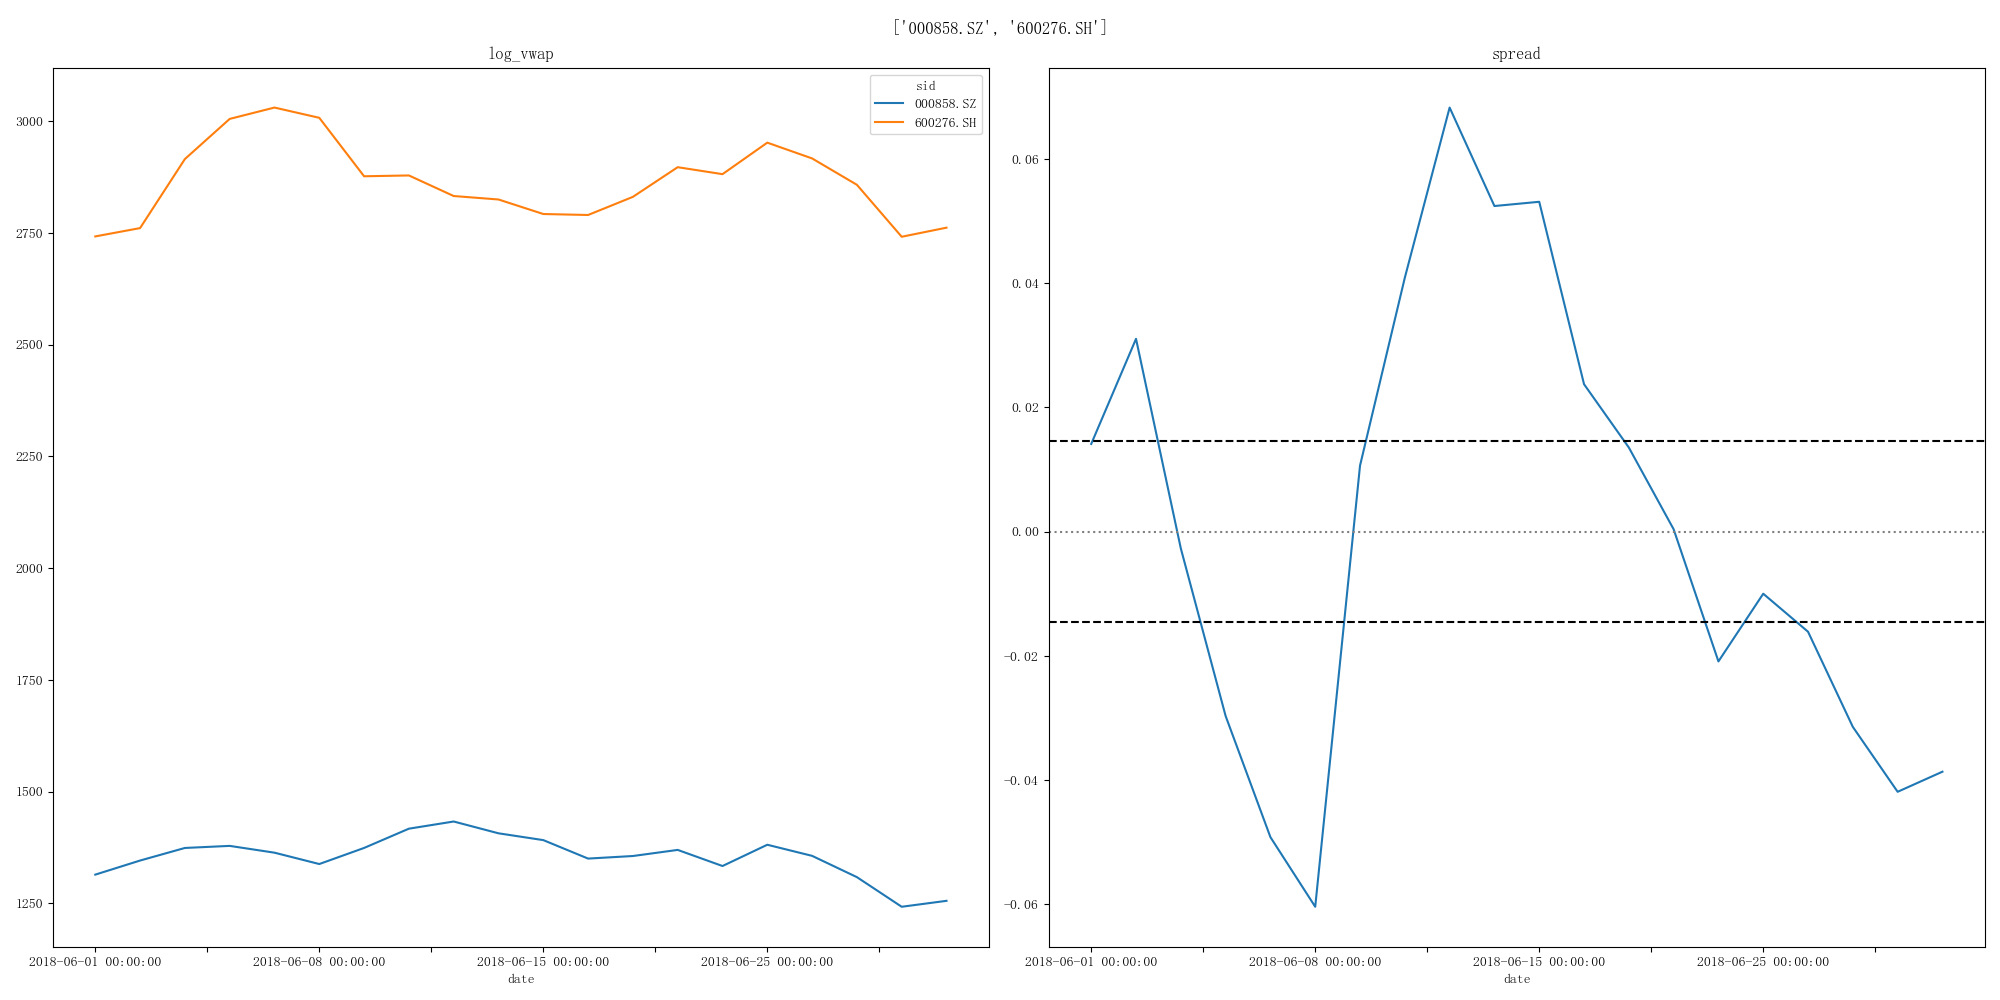 ['000858.SZ', '600276.SH']
log_vwap
sid
000858.SZ
600276.SH
3000
2750
2500
2250
2000
1750
1500
1250
2018-06-01 00:00:00
2018-06-08 00:00:00
2018-06-15 00:00:00
2018-06-25 00:00:00
date
spread
0.06
0.04
0.02
0.00
-0.02
-0.04
-0.06
2018-06-01 00:00:00
2018-06-08 00:00:00
2018-06-15 00:00:00
2018-06-25 00:00:00
date